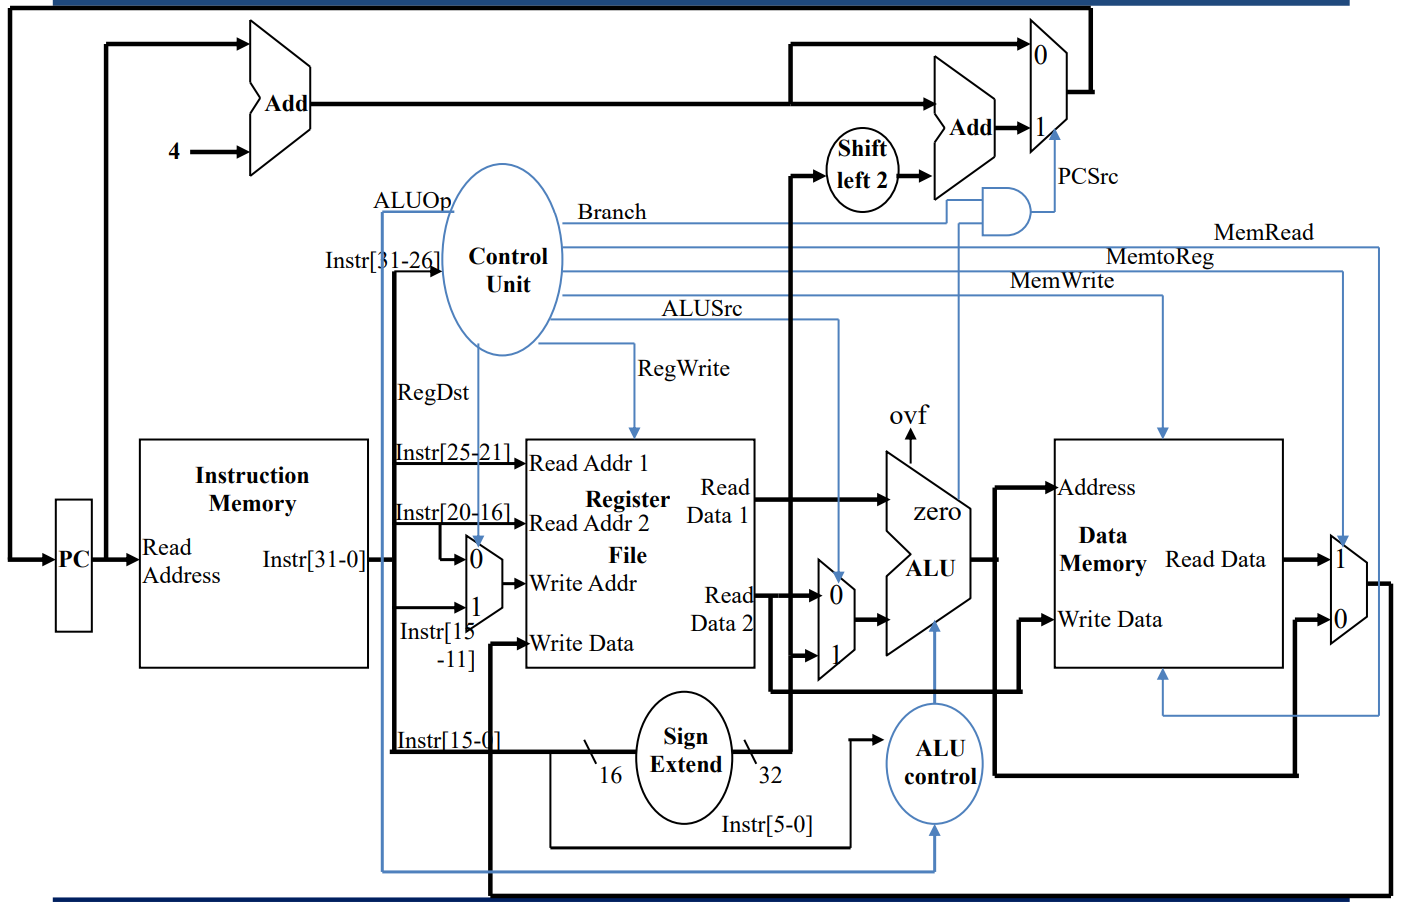 0
Add
4
Add
1
Shift
left 2
PCSrc
ALUOp
Branch
Instr[31-26]
Control
Unit
MemRead
MemtoReg
MemWrite
ALUSrc
RegWrite
RegDst
ovf
Instruction
Memory
Instr[25-21]
Read Addr 1
Register
Read
Data 1
Instr[20-16]
Read Addr 2
File
zero
Address
Data
Memory
Read Data
PC
Read
Address
Instr[31-0]
0
Write Addr
1
Instr[15
-11]
Write Data
Read
Data 2
0
1
ALU
Write Data
1
0
Instr[15-0]
16
Sign
Extend
32
ALU
control
Instr[5-0]